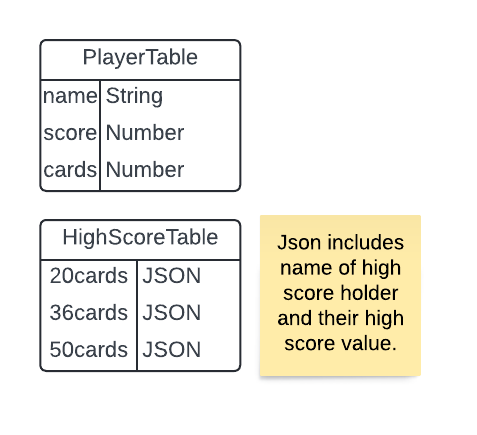 PlayerTable
name String
score Number
cards Number
HighScoreTable
20cards JSON
36cards JSON
50cards JSON
Json includes
name of high
score holder
and their high
score value.